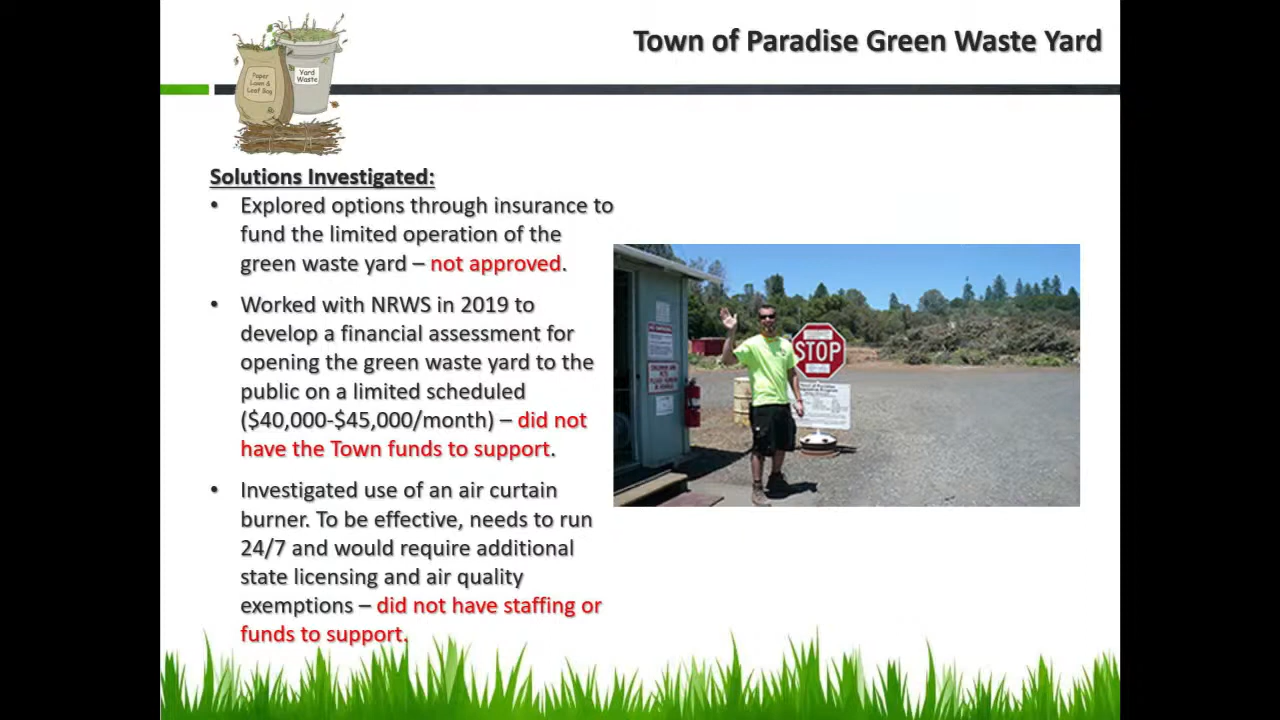 Town of Paradise Green Waste Yard
Paper
Lawn &
Leaf Bag
Yard
Waste
Solutions Investigated:
• Explored options through insurance to
fund the limited operation of the
green waste yard – not approved.
• Worked with NRWS in 2019 to
develop a financial assessment for
opening the green waste yard to the
public on a limited scheduled
($40,000-$45,000/month) – did not
have the Town funds to support.
• Investigated use of an air curtain
burner. To be effective, needs to run
24/7 and would require additional
state licensing and air quality
exemptions – did not have staffing or
funds to support.
STOP